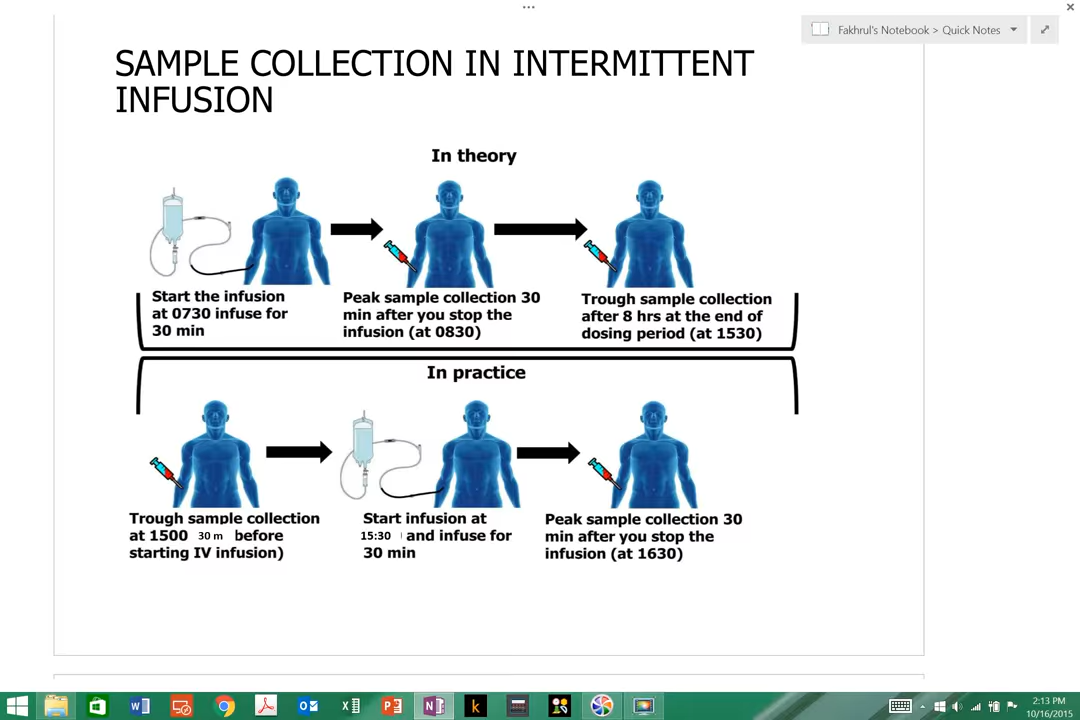 Fakhrul's Notebook > Quick Notes
SAMPLE COLLECTION IN INTERMITTENT
INFUSION
In theory
Start the infusion
at 0730 infuse for
30 min
Peak sample collection 30
min after you stop the
infusion (at 0830)
Trough sample collection
after 8 hrs at the end of
dosing period (at 1530)
In practice
Trough sample collection
at 1500 30 m before
starting IV infusion)
Start infusion at
15:30 and infuse for
30 min
Peak sample collection 30
min after you stop the
infusion (at 1630)
2:13 PM
10/16/2015